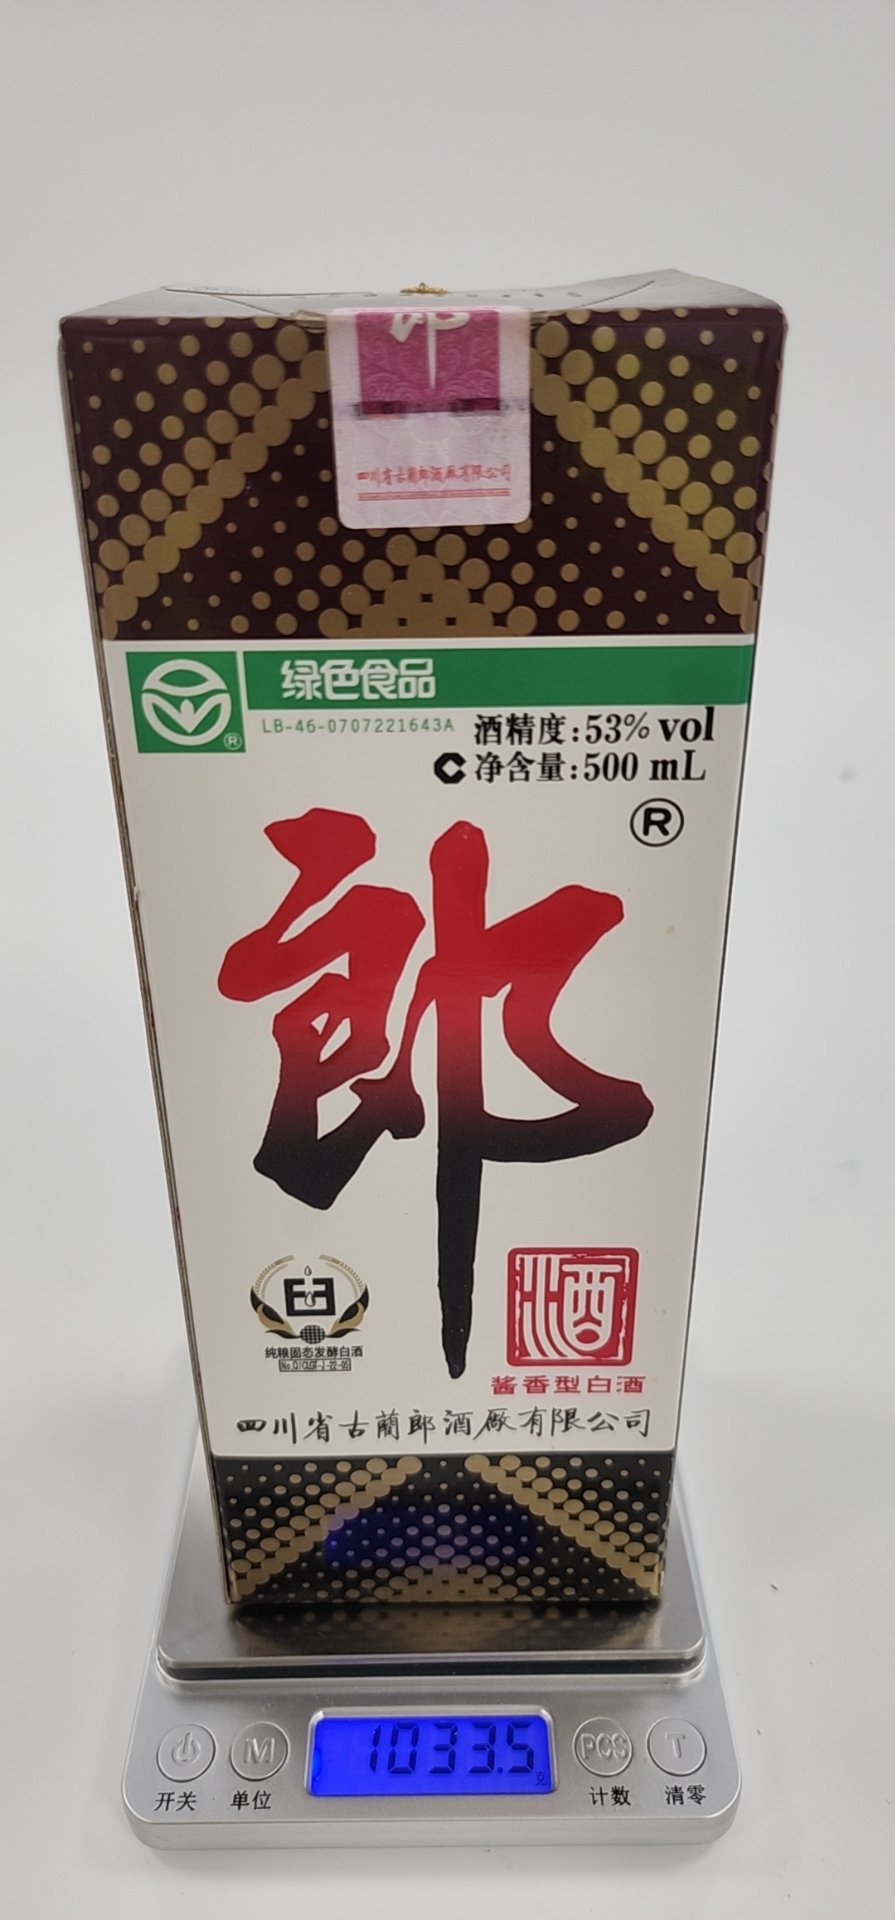 郎
四川省古蔺郎酒厂有限公司
绿色食品
®
LB-46-0707221643A
酒精度:53% vol
C 净含量:500 mL
®
郎
酒
纯粮固态发酵白酒
酱香型白酒
四川省古蔺郎酒厰有限公司
1033.5
克
M
PCS
T
开关
单位
计数
清零